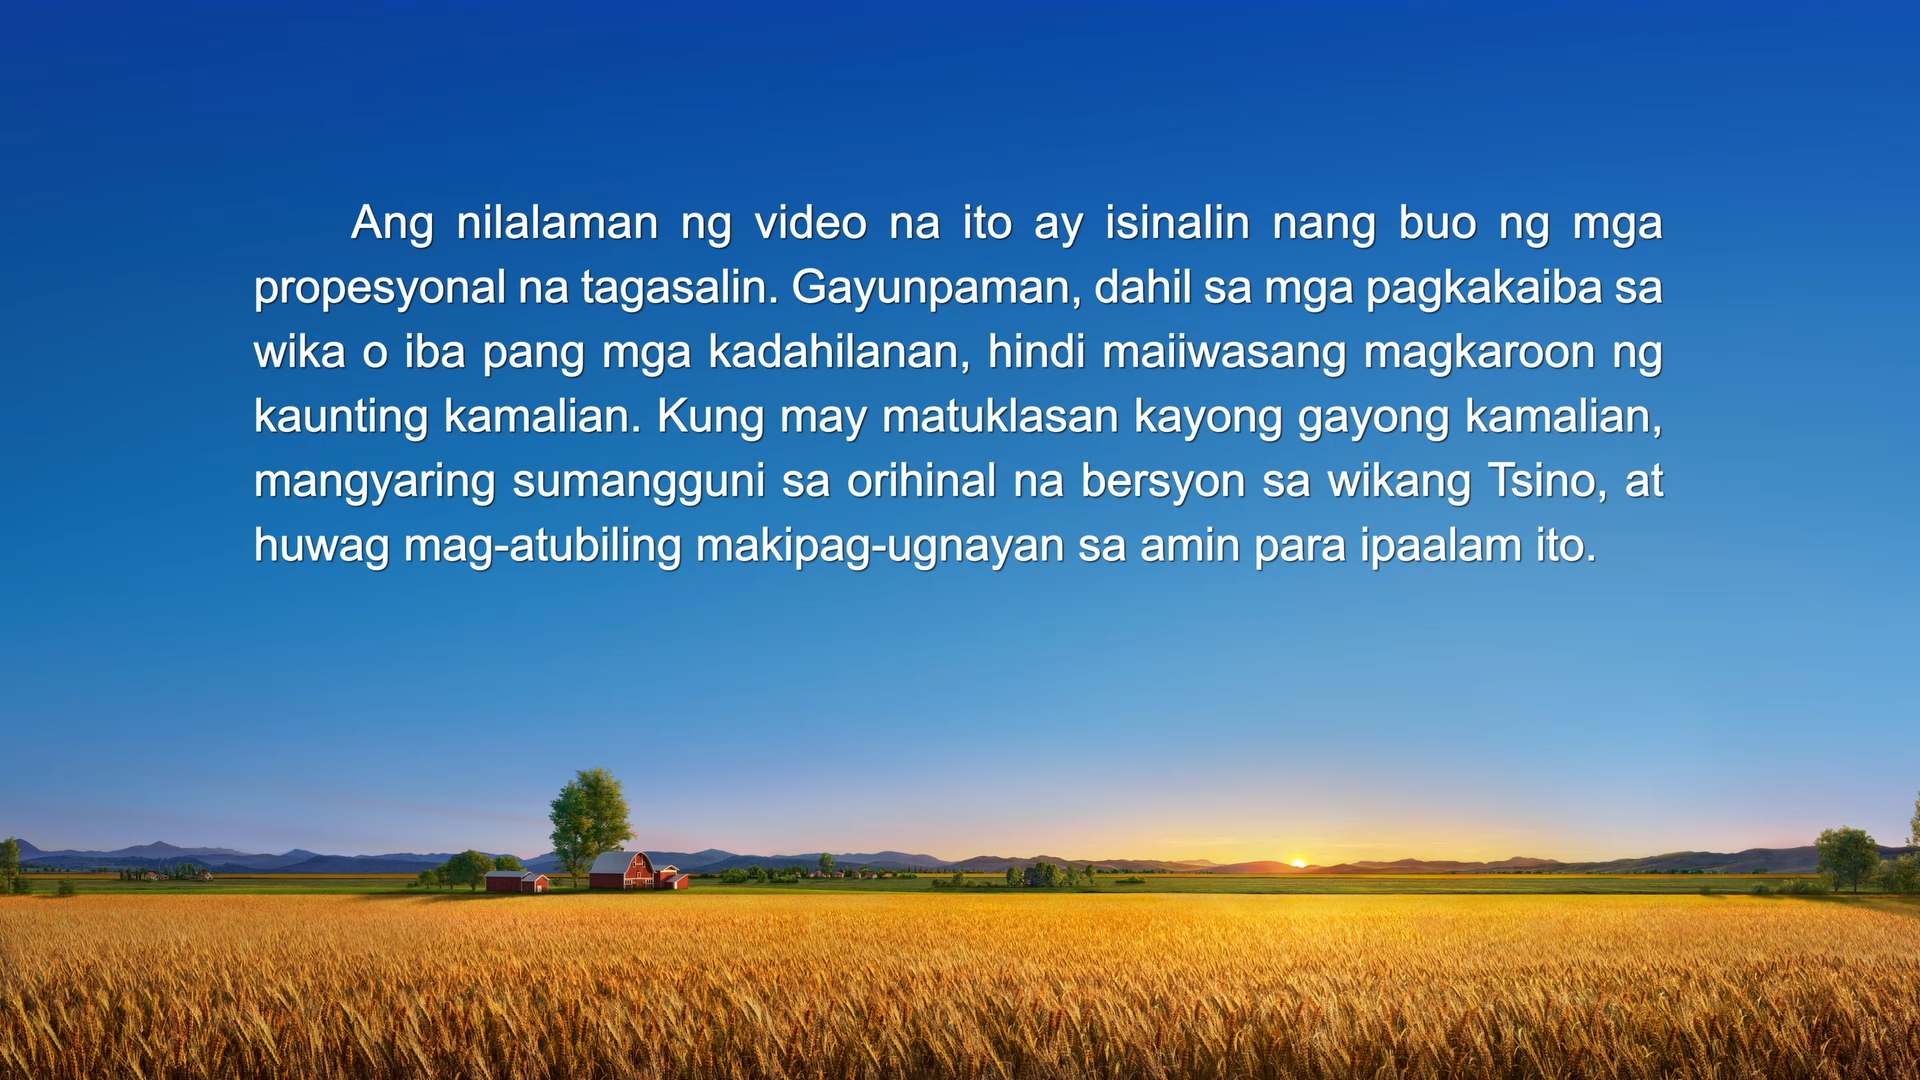 Ang nilalaman ng video na ito ay isinalin nang buo ng mga
propesyonal na tagasalin. Gayunpaman, dahil sa mga pagkakaiba sa
wika o iba pang mga kadahilanan, hindi maiiwasang magkaroon ng
kaunting kamalian. Kung may matuklasan kayong gayong kamalian,
mangyaring sumangguni sa orihinal na bersyon sa wikang Tsino, at
huwag mag-atubiling makipag-ugnayan sa amin para ipaalam ito.